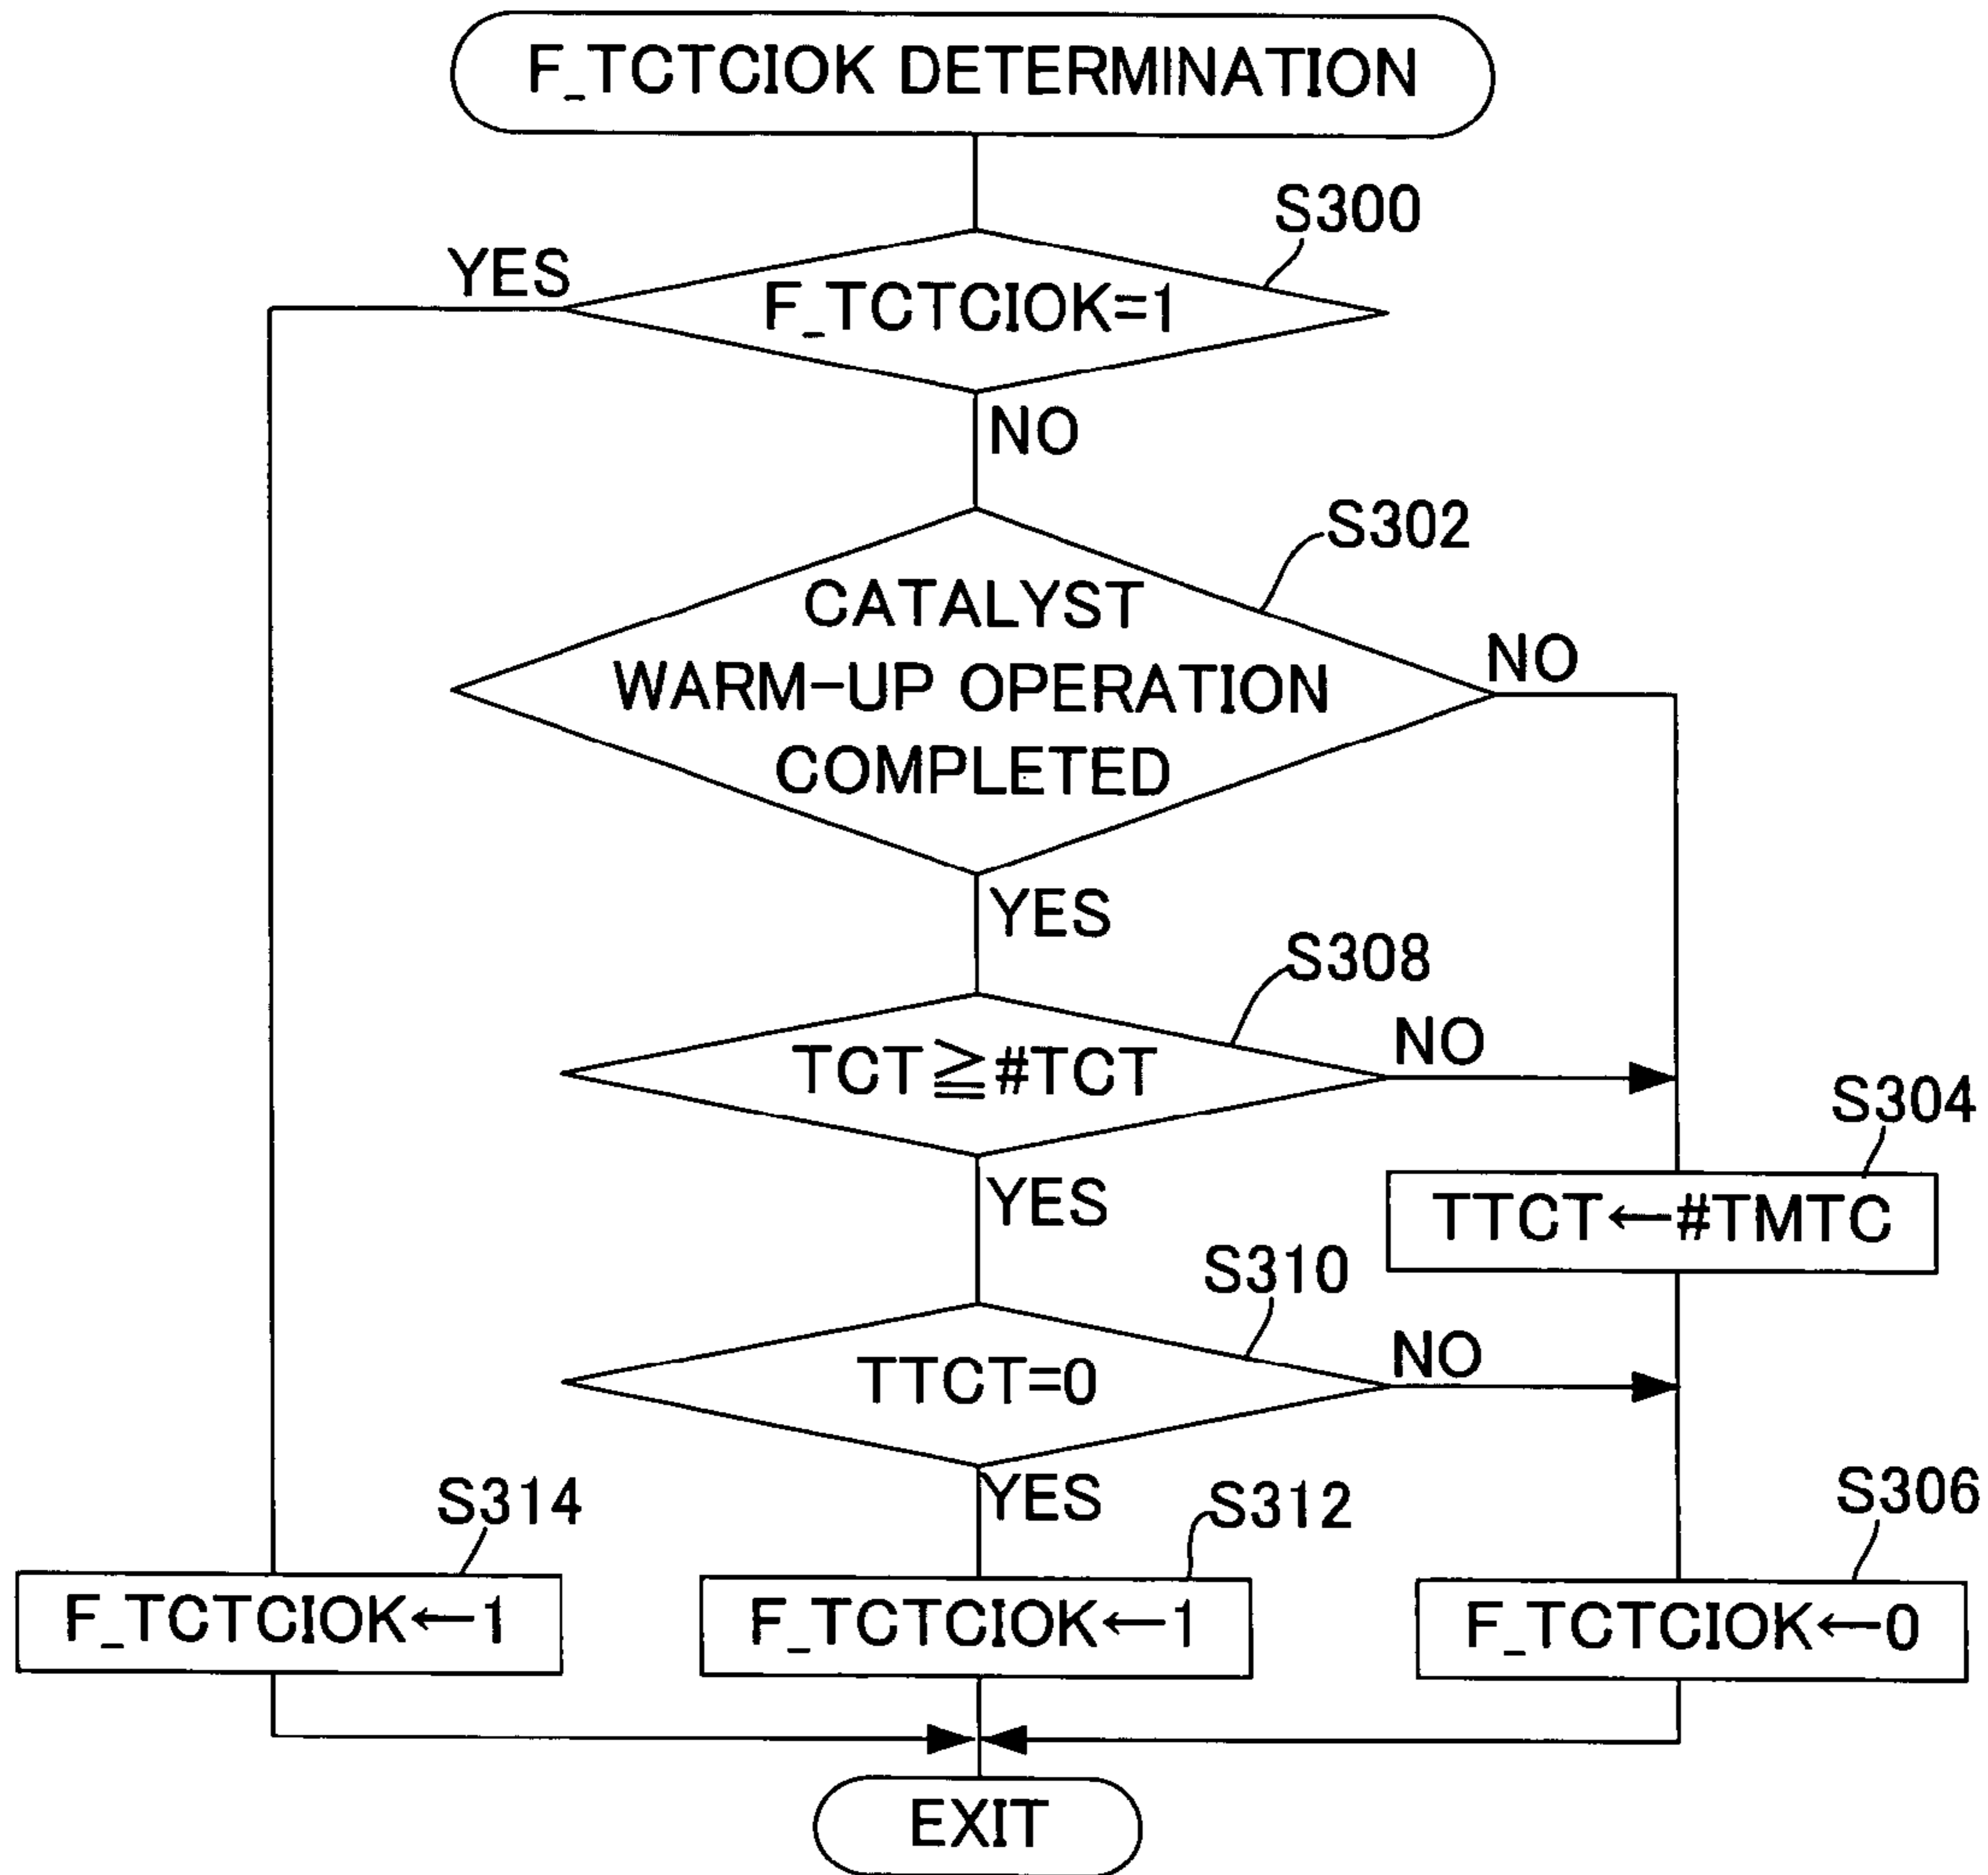 F_TCTCIOK DETERMINATION
S300
YES
F_TCTCIOK=1
NO
S302
CATALYST
WARM-UP OPERATION
COMPLETED
NO
YES
S308
TCT≧#TCT
NO
S304
YES
TTCT←#TMTC
S310
TTCT=0
NO
YES
S314
S312
S306
F_TCTCIOK←1
F_TCTCIOK←1
F_TCTCIOK←0
EXIT